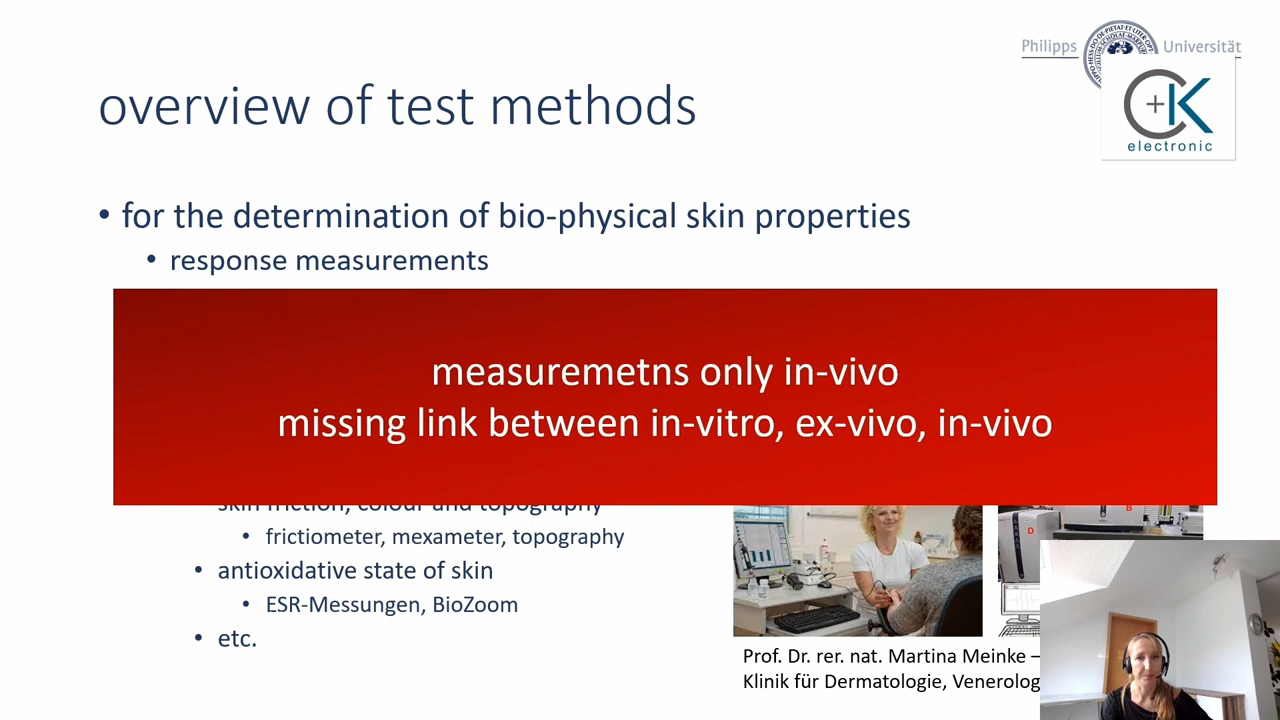 Philipps Universität
C+K
electronic
overview of test methods
• for the determination of bio-physical skin properties
• response measurements
measuremetns only in-vivo
missing link between in-vitro, ex-vivo, in-vivo
skin friction, colour and topography
• frictiometer, mexameter, topography
• antioxidative state of skin
• ESR-Messungen, BioZoom
• etc.
B
D
Prof. Dr. rer. nat. Martina Meinke –
Klinik für Dermatologie, Venerolog